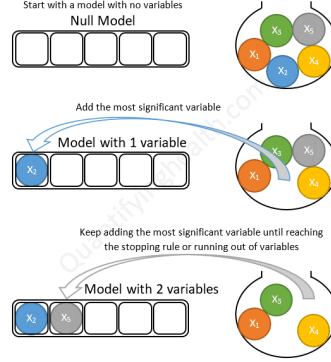 Start with a model with no variables
Null Model
X3
X5
X1
X2
X4
Add the most significant variable
Model with 1 variable
X2
X3
X5
X1
X4
Keep adding the most significant variable until reaching
the stopping rule or running out of variables
Model with 2 variables
X2
X5
X3
X1
X4
Quantifyinghealth.com